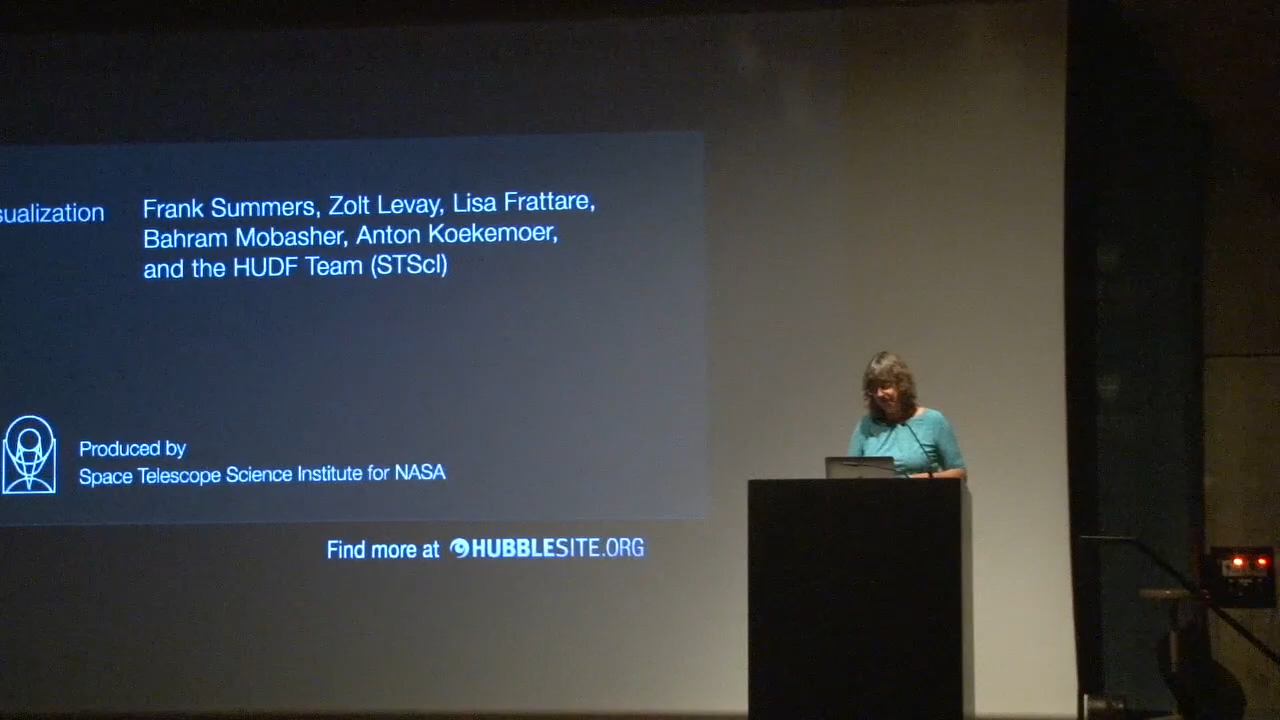 sualization
Frank Summers, Zolt Levay, Lisa Frattare,
Bahram Mobasher, Anton Koekemoer,
and the HUDF Team (STScI)
Produced by
Space Telescope Science Institute for NASA
Find more at HUBBLESITE.ORG